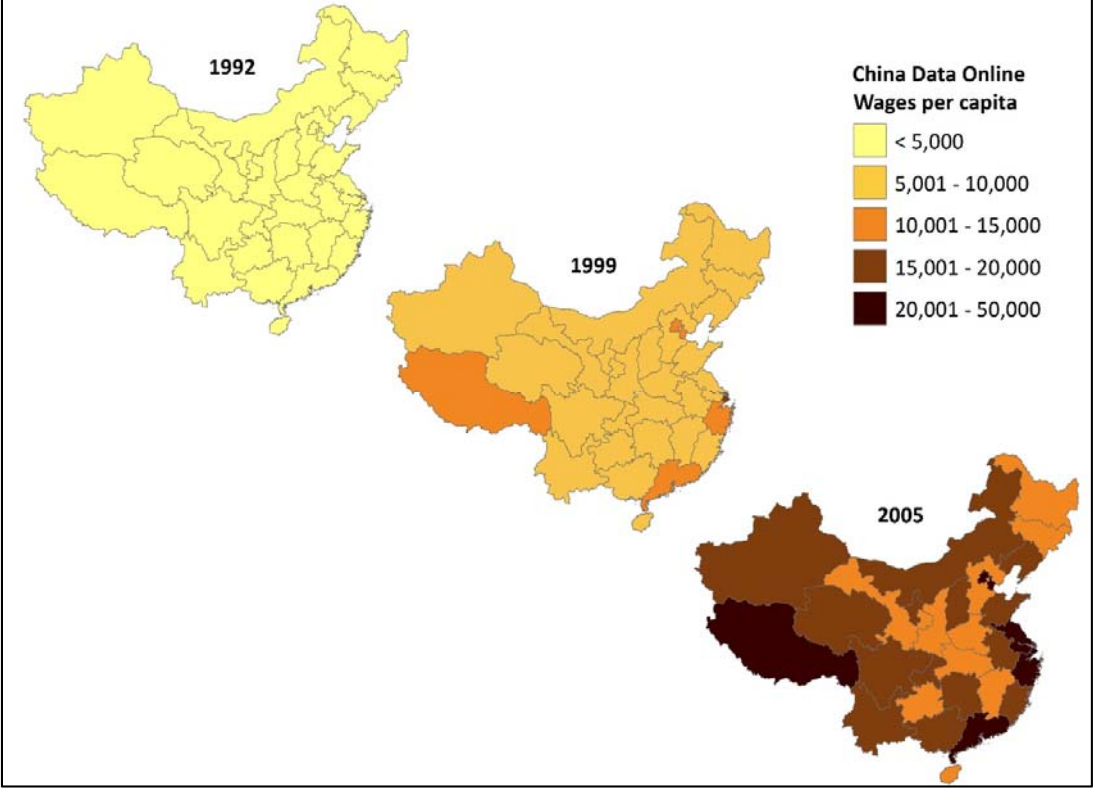 1992
China Data Online
Wages per capita
< 5,000
5,001 - 10,000
10,001 - 15,000
15,001 - 20,000
20,001 - 50,000
1999
2005